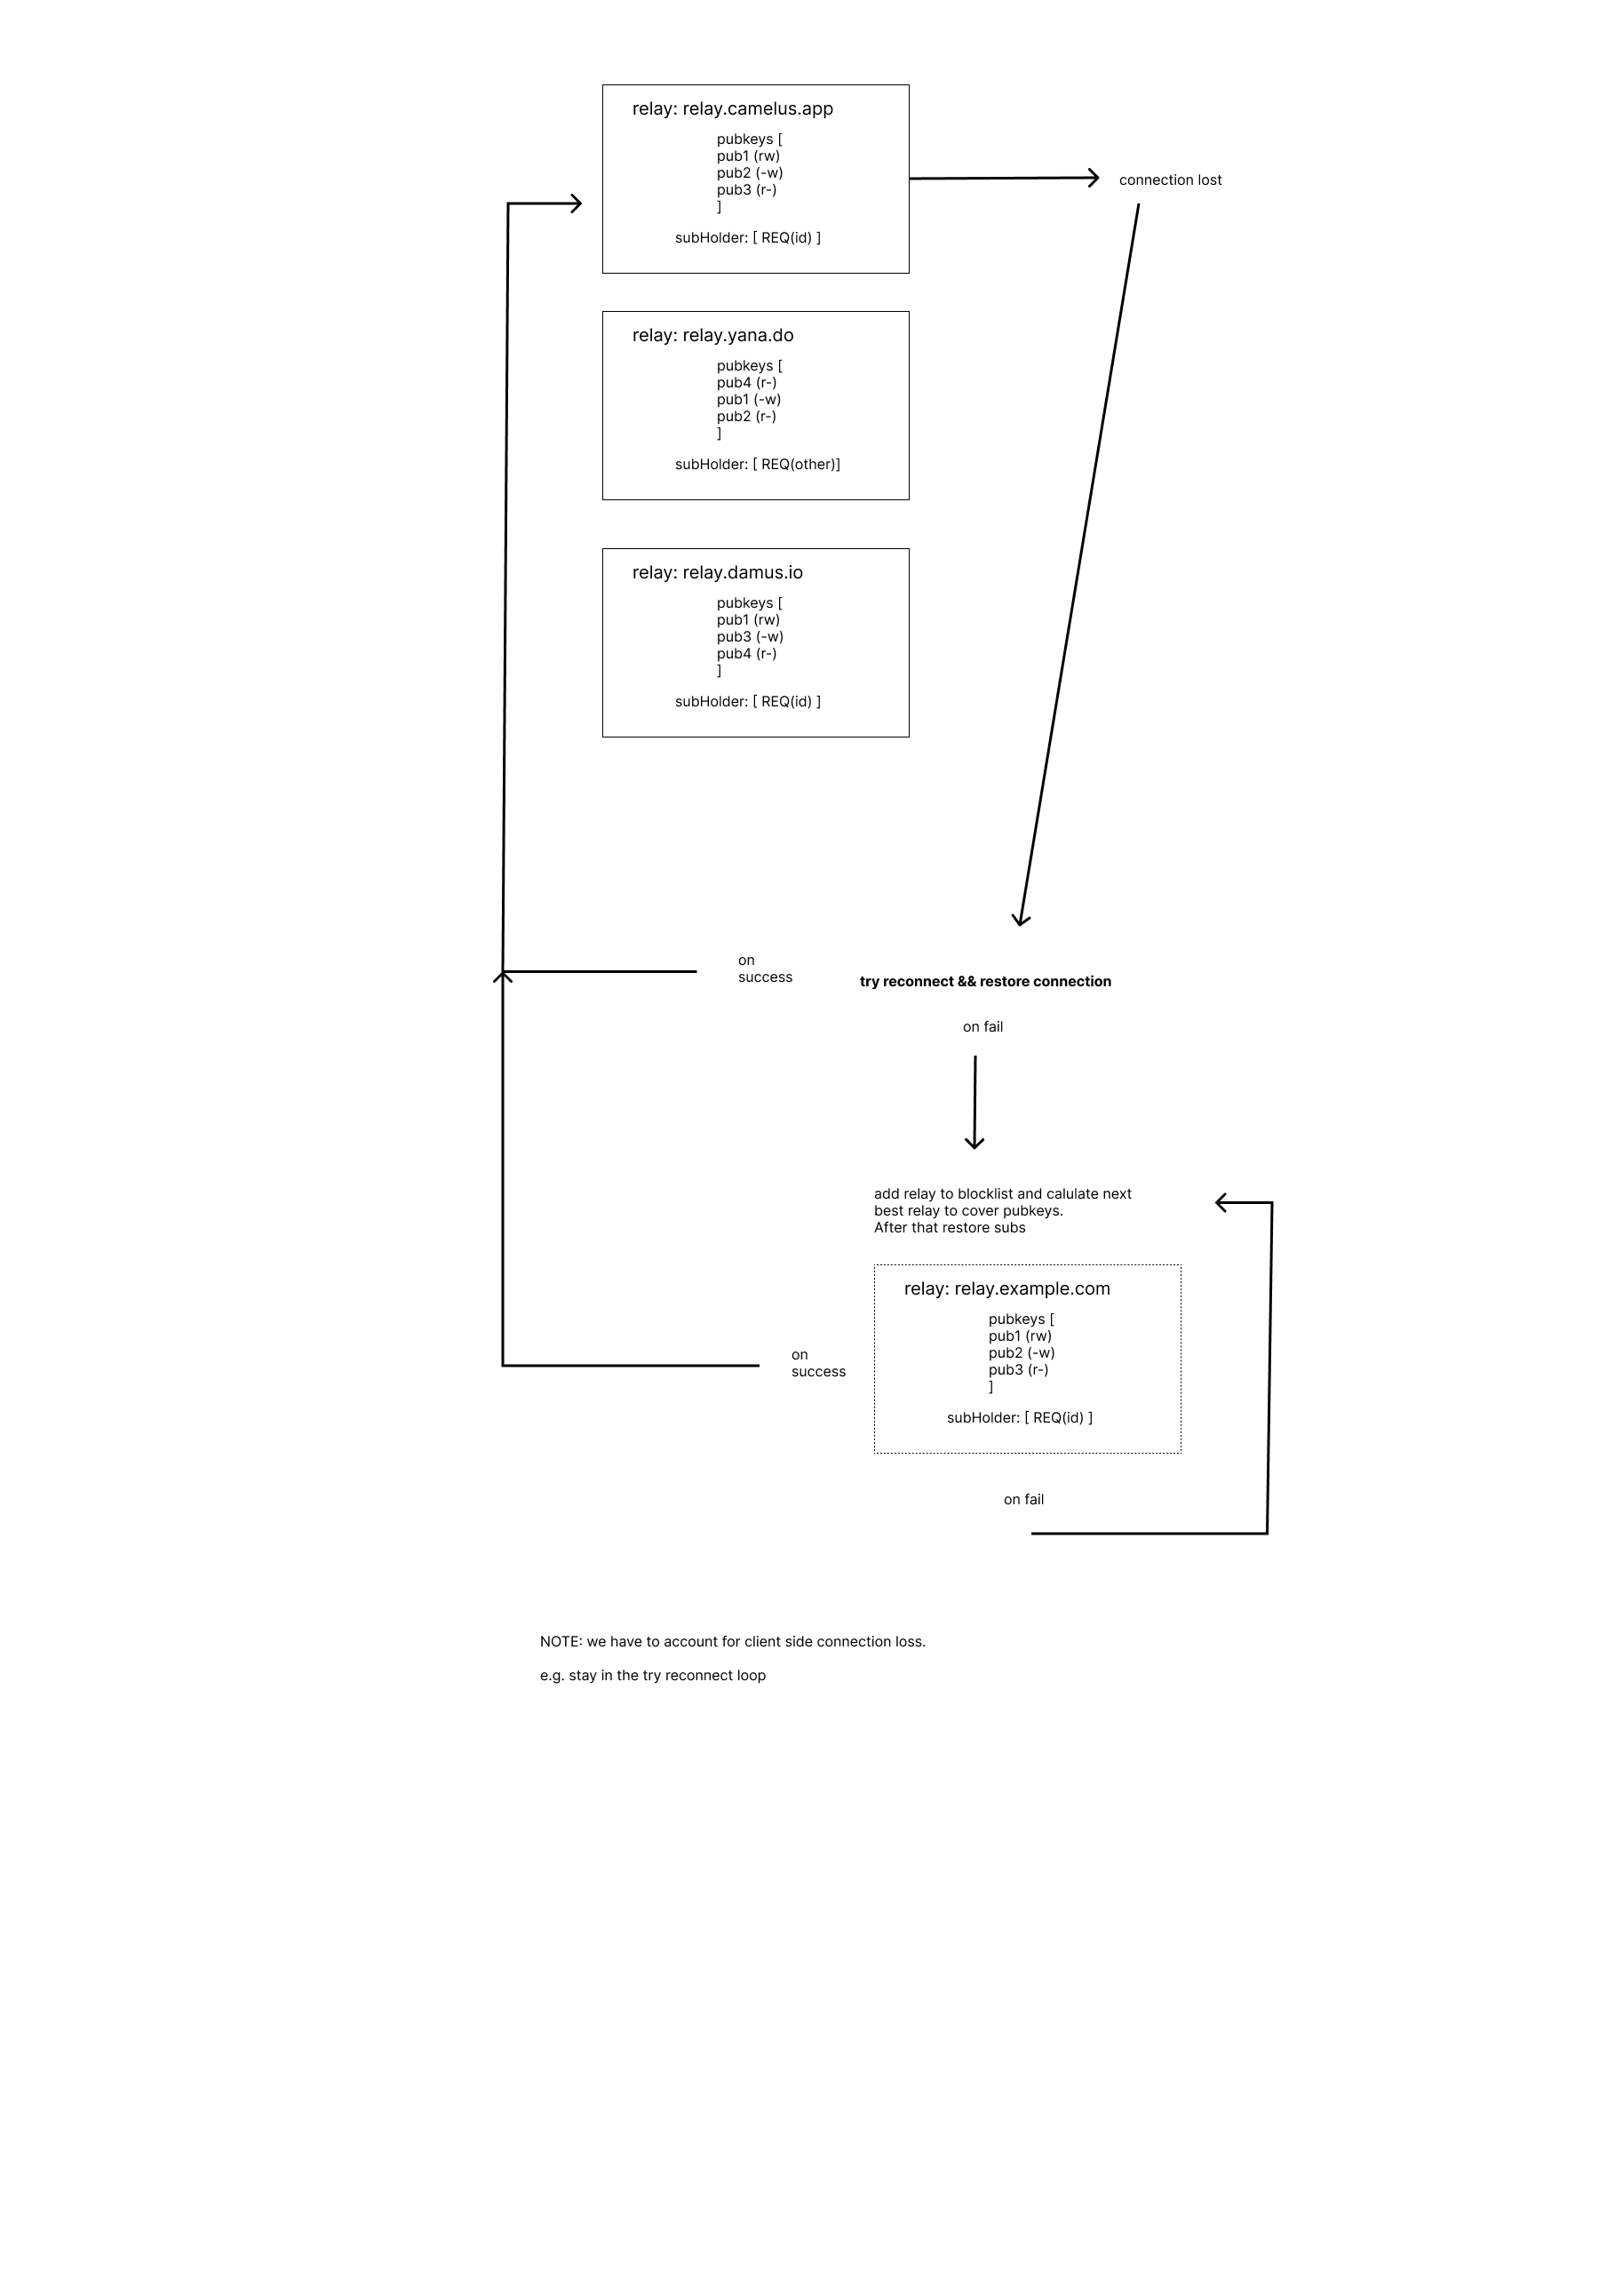 relay: relay.camelus.app
pubkeys [
pub1 (rw)
pub2 (-w)
pub3 (r-)
]
subHolder: [ REQ(id) ]
connection lost
relay: relay.yana.do
pubkeys [
pub4 (r-)
pub1 (-w)
pub2 (r-)
]
subHolder: [ REQ(other)]
relay: relay.damus.io
pubkeys [
pub1 (rw)
pub3 (-w)
pub4 (r-)
]
subHolder: [ REQ(id) ]
on
success
try reconnect && restore connection
on fail
add relay to blocklist and calulate next
best relay to cover pubkeys.
After that restore subs
relay: relay.example.com
pubkeys [
pub1 (rw)
pub2 (-w)
pub3 (r-)
]
subHolder: [ REQ(id) ]
on
success
on fail
NOTE: we have to account for client side connection loss.
e.g. stay in the try reconnect loop